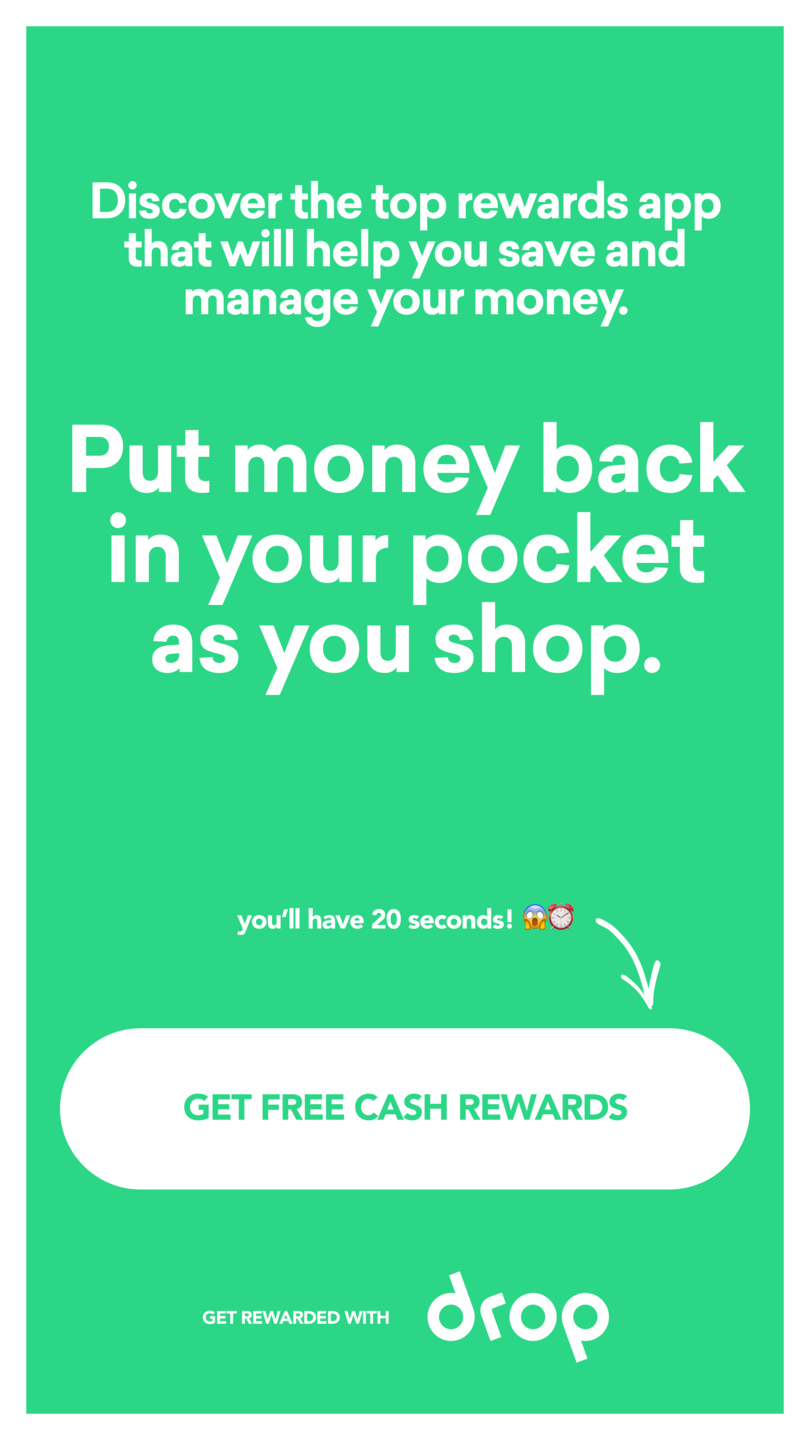 Discover the top rewards app
that will help you save and
manage your money.
Put money back
in your pocket
as you shop.
you’ll have 20 seconds! 😱⏰
GET FREE CASH REWARDS
GET REWARDED WITH drop